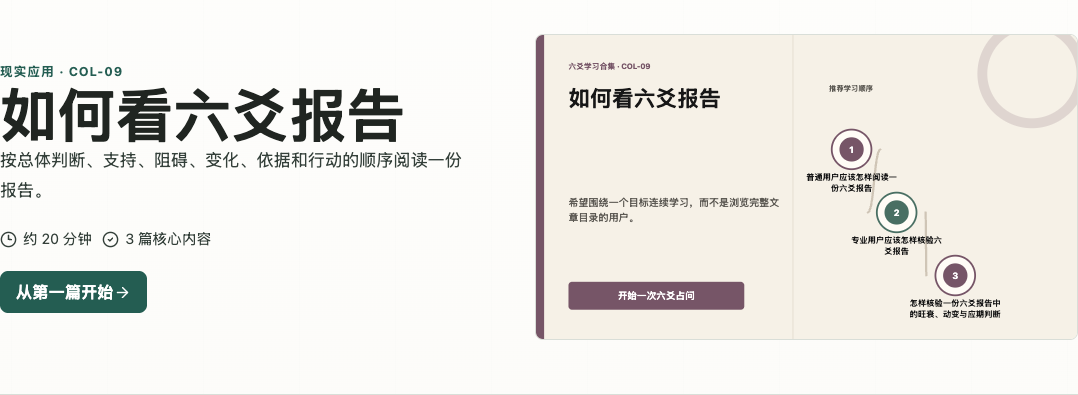 现实应用 · COL-09
如何看六爻报告
按总体判断、支持、阻碍、变化、依据和行动的顺序阅读一份
报告。
约 20 分钟
3 篇核心内容
从第一篇开始→
六爻学习合集 · COL-09
如何看六爻报告
希望围绕一个目标连续学习，而不是浏览完整文
章目录的用户。
开始一次六爻占问
推荐学习顺序
1
普通用户应该怎样阅读一
份六爻报告
2
专业用户应该怎样核验六
爻报告
3
怎样核验一份六爻报告中
的旺衰、动变与应期判断